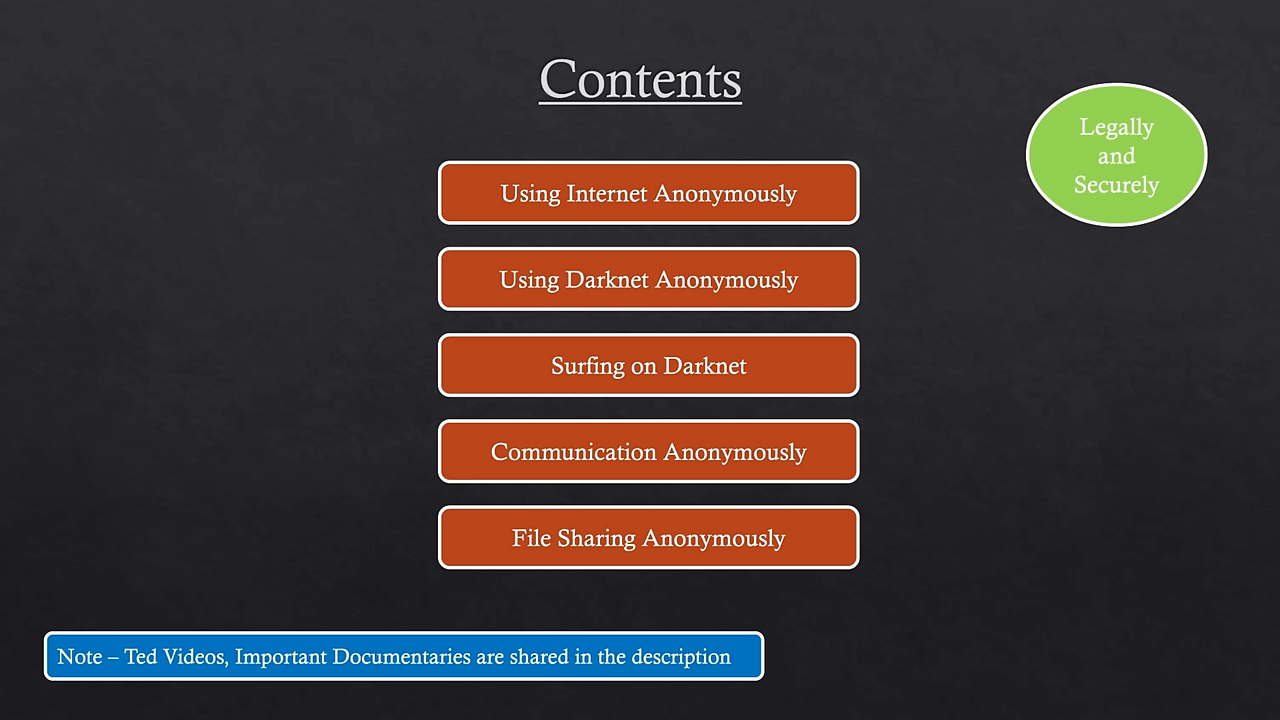 Contents
Legally
and
Securely
Using Internet Anonymously
Using Darknet Anonymously
Surfing on Darknet
Communication Anonymously
File Sharing Anonymously
Note – Ted Videos, Important Documentaries are shared in the description